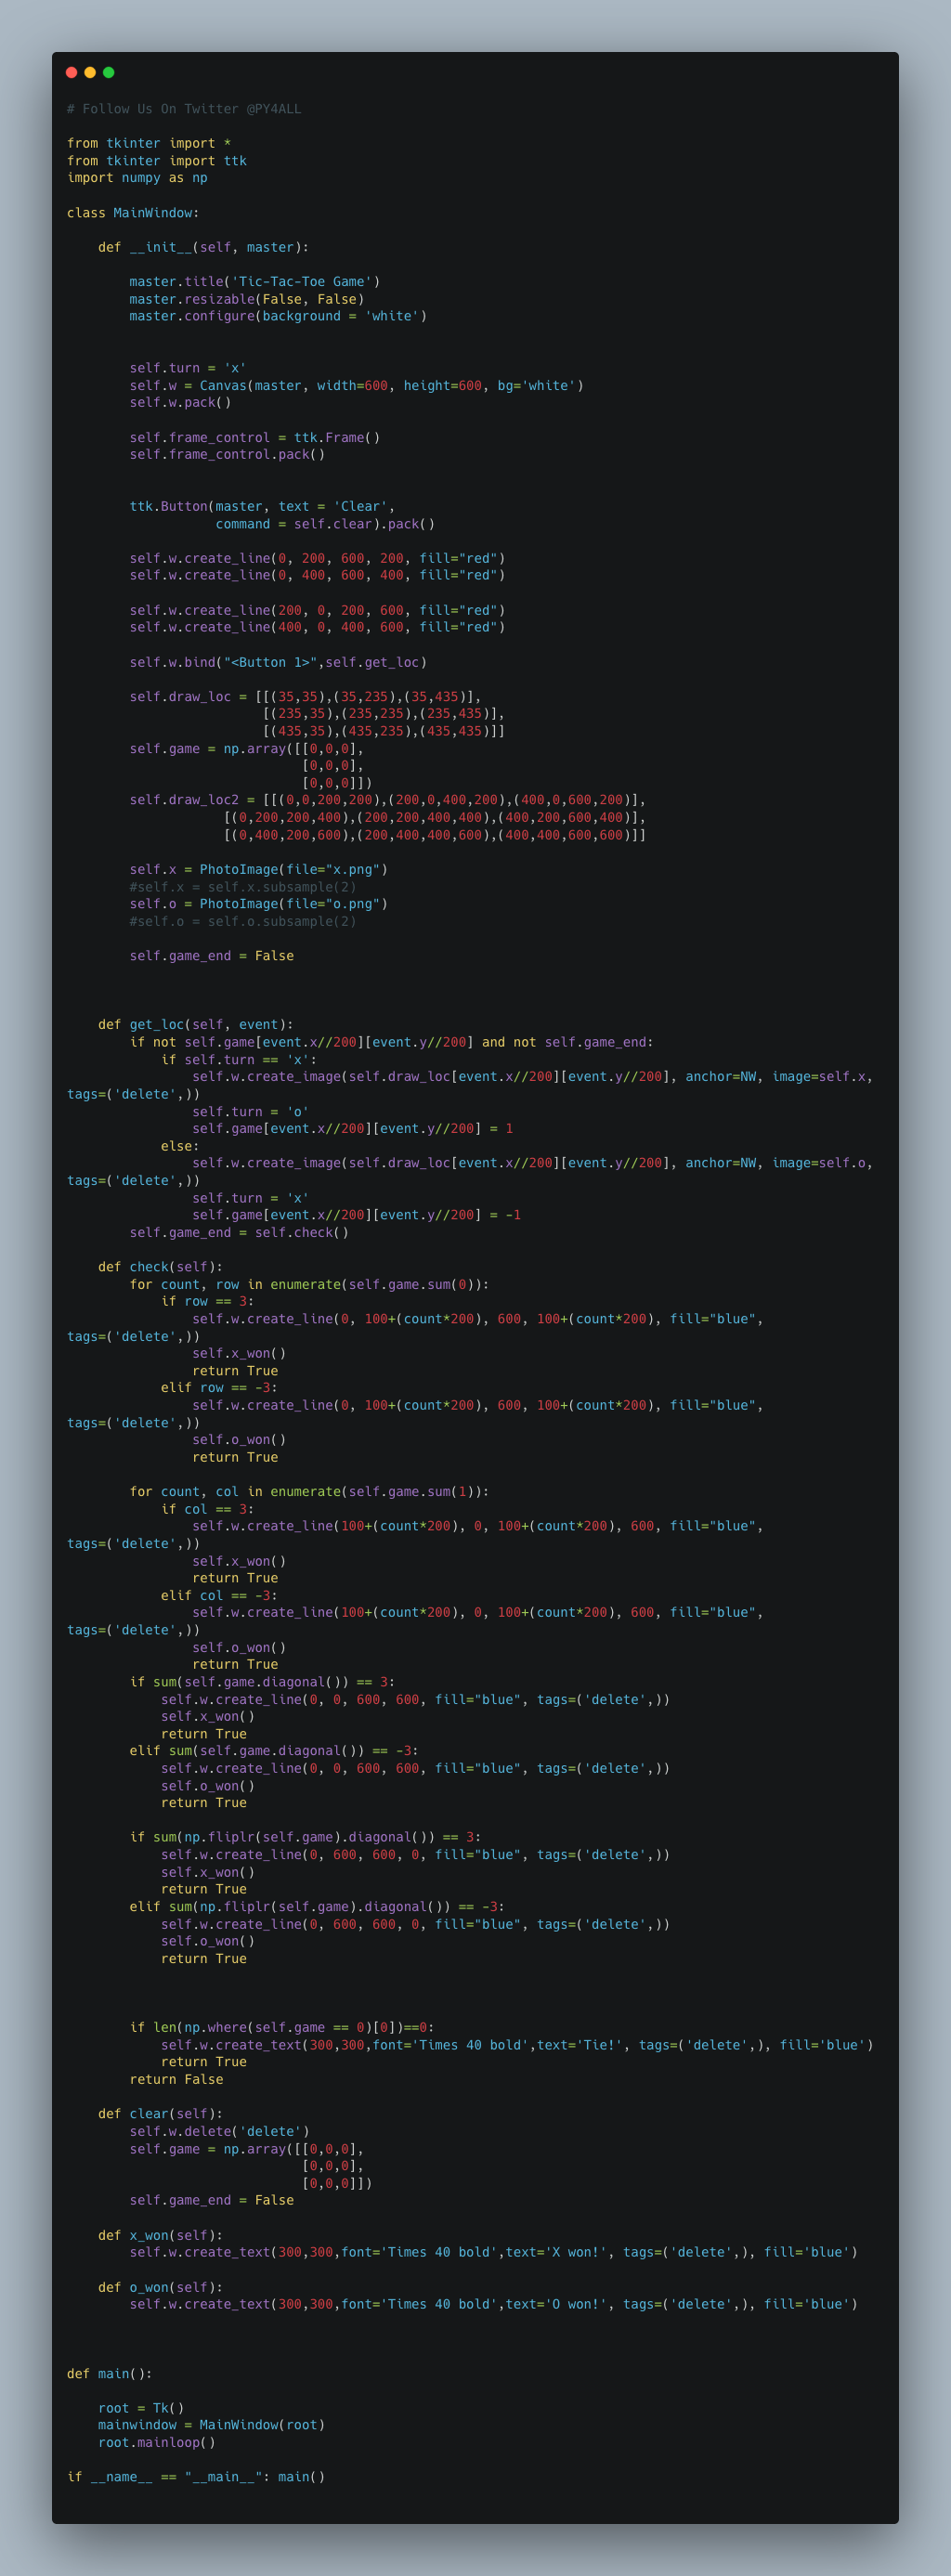 # Follow Us On Twitter @PY4ALL

from tkinter import *
from tkinter import ttk
import numpy as np

class MainWindow:

    def __init__(self, master):

        master.title('Tic-Tac-Toe Game')
        master.resizable(False, False)
        master.configure(background = 'white')


        self.turn = 'x'
        self.w = Canvas(master, width=600, height=600, bg='white')
        self.w.pack()

        self.frame_control = ttk.Frame()
        self.frame_control.pack()


        ttk.Button(master, text = 'Clear',
                   command = self.clear).pack()

        self.w.create_line(0, 200, 600, 200, fill="red")
        self.w.create_line(0, 400, 600, 400, fill="red")

        self.w.create_line(200, 0, 200, 600, fill="red")
        self.w.create_line(400, 0, 400, 600, fill="red")

        self.w.bind("<Button 1>",self.get_loc)

        self.draw_loc = [[(35,35),(35,235),(35,435)],
                         [(235,35),(235,235),(235,435)],
                         [(435,35),(435,235),(435,435)]]
        self.game = np.array([[0,0,0],
                              [0,0,0],
                              [0,0,0]])
        self.draw_loc2 = [[(0,0,200,200),(200,0,400,200),(400,0,600,200)],
                    [(0,200,200,400),(200,200,400,400),(400,200,600,400)],
                    [(0,400,200,600),(200,400,400,600),(400,400,600,600)]]

        self.x = PhotoImage(file="x.png")
        #self.x = self.x.subsample(2)
        self.o = PhotoImage(file="o.png")
        #self.o = self.o.subsample(2)

        self.game_end = False



    def get_loc(self, event):
        if not self.game[event.x//200][event.y//200] and not self.game_end:
            if self.turn == 'x':
                self.w.create_image(self.draw_loc[event.x//200][event.y//200], anchor=NW, image=self.x,
tags=('delete',))
                self.turn = 'o'
                self.game[event.x//200][event.y//200] = 1
            else:
                self.w.create_image(self.draw_loc[event.x//200][event.y//200], anchor=NW, image=self.o,
tags=('delete',))
                self.turn = 'x'
                self.game[event.x//200][event.y//200] = -1
        self.game_end = self.check()

    def check(self):
        for count, row in enumerate(self.game.sum(0)):
            if row == 3:
                self.w.create_line(0, 100+(count*200), 600, 100+(count*200), fill="blue",
tags=('delete',))
                self.x_won()
                return True
            elif row == -3:
                self.w.create_line(0, 100+(count*200), 600, 100+(count*200), fill="blue",
tags=('delete',))
                self.o_won()
                return True

        for count, col in enumerate(self.game.sum(1)):
            if col == 3:
                self.w.create_line(100+(count*200), 0, 100+(count*200), 600, fill="blue",
tags=('delete',))
                self.x_won()
                return True
            elif col == -3:
                self.w.create_line(100+(count*200), 0, 100+(count*200), 600, fill="blue",
tags=('delete',))
                self.o_won()
                return True
        if sum(self.game.diagonal()) == 3:
            self.w.create_line(0, 0, 600, 600, fill="blue", tags=('delete',))
            self.x_won()
            return True
        elif sum(self.game.diagonal()) == -3:
            self.w.create_line(0, 0, 600, 600, fill="blue", tags=('delete',))
            self.o_won()
            return True

        if sum(np.fliplr(self.game).diagonal()) == 3:
            self.w.create_line(0, 600, 600, 0, fill="blue", tags=('delete',))
            self.x_won()
            return True
        elif sum(np.fliplr(self.game).diagonal()) == -3:
            self.w.create_line(0, 600, 600, 0, fill="blue", tags=('delete',))
            self.o_won()
            return True



        if len(np.where(self.game == 0)[0])==0:
            self.w.create_text(300,300,font='Times 40 bold',text='Tie!', tags=('delete',), fill='blue')
            return True
        return False

    def clear(self):
        self.w.delete('delete')
        self.game = np.array([[0,0,0],
                              [0,0,0],
                              [0,0,0]])
        self.game_end = False

    def x_won(self):
        self.w.create_text(300,300,font='Times 40 bold',text='X won!', tags=('delete',), fill='blue')

    def o_won(self):
        self.w.create_text(300,300,font='Times 40 bold',text='O won!', tags=('delete',), fill='blue')



def main():

    root = Tk()
    mainwindow = MainWindow(root)
    root.mainloop()

if __name__ == "__main__": main()